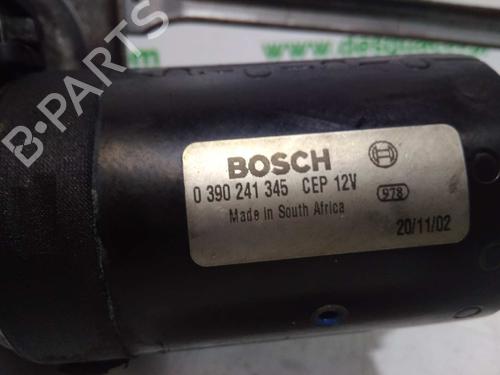 B·PARTS
BOSCH
0 390 241 345 CEP 12V
978
Made in South Africa
20/11/02